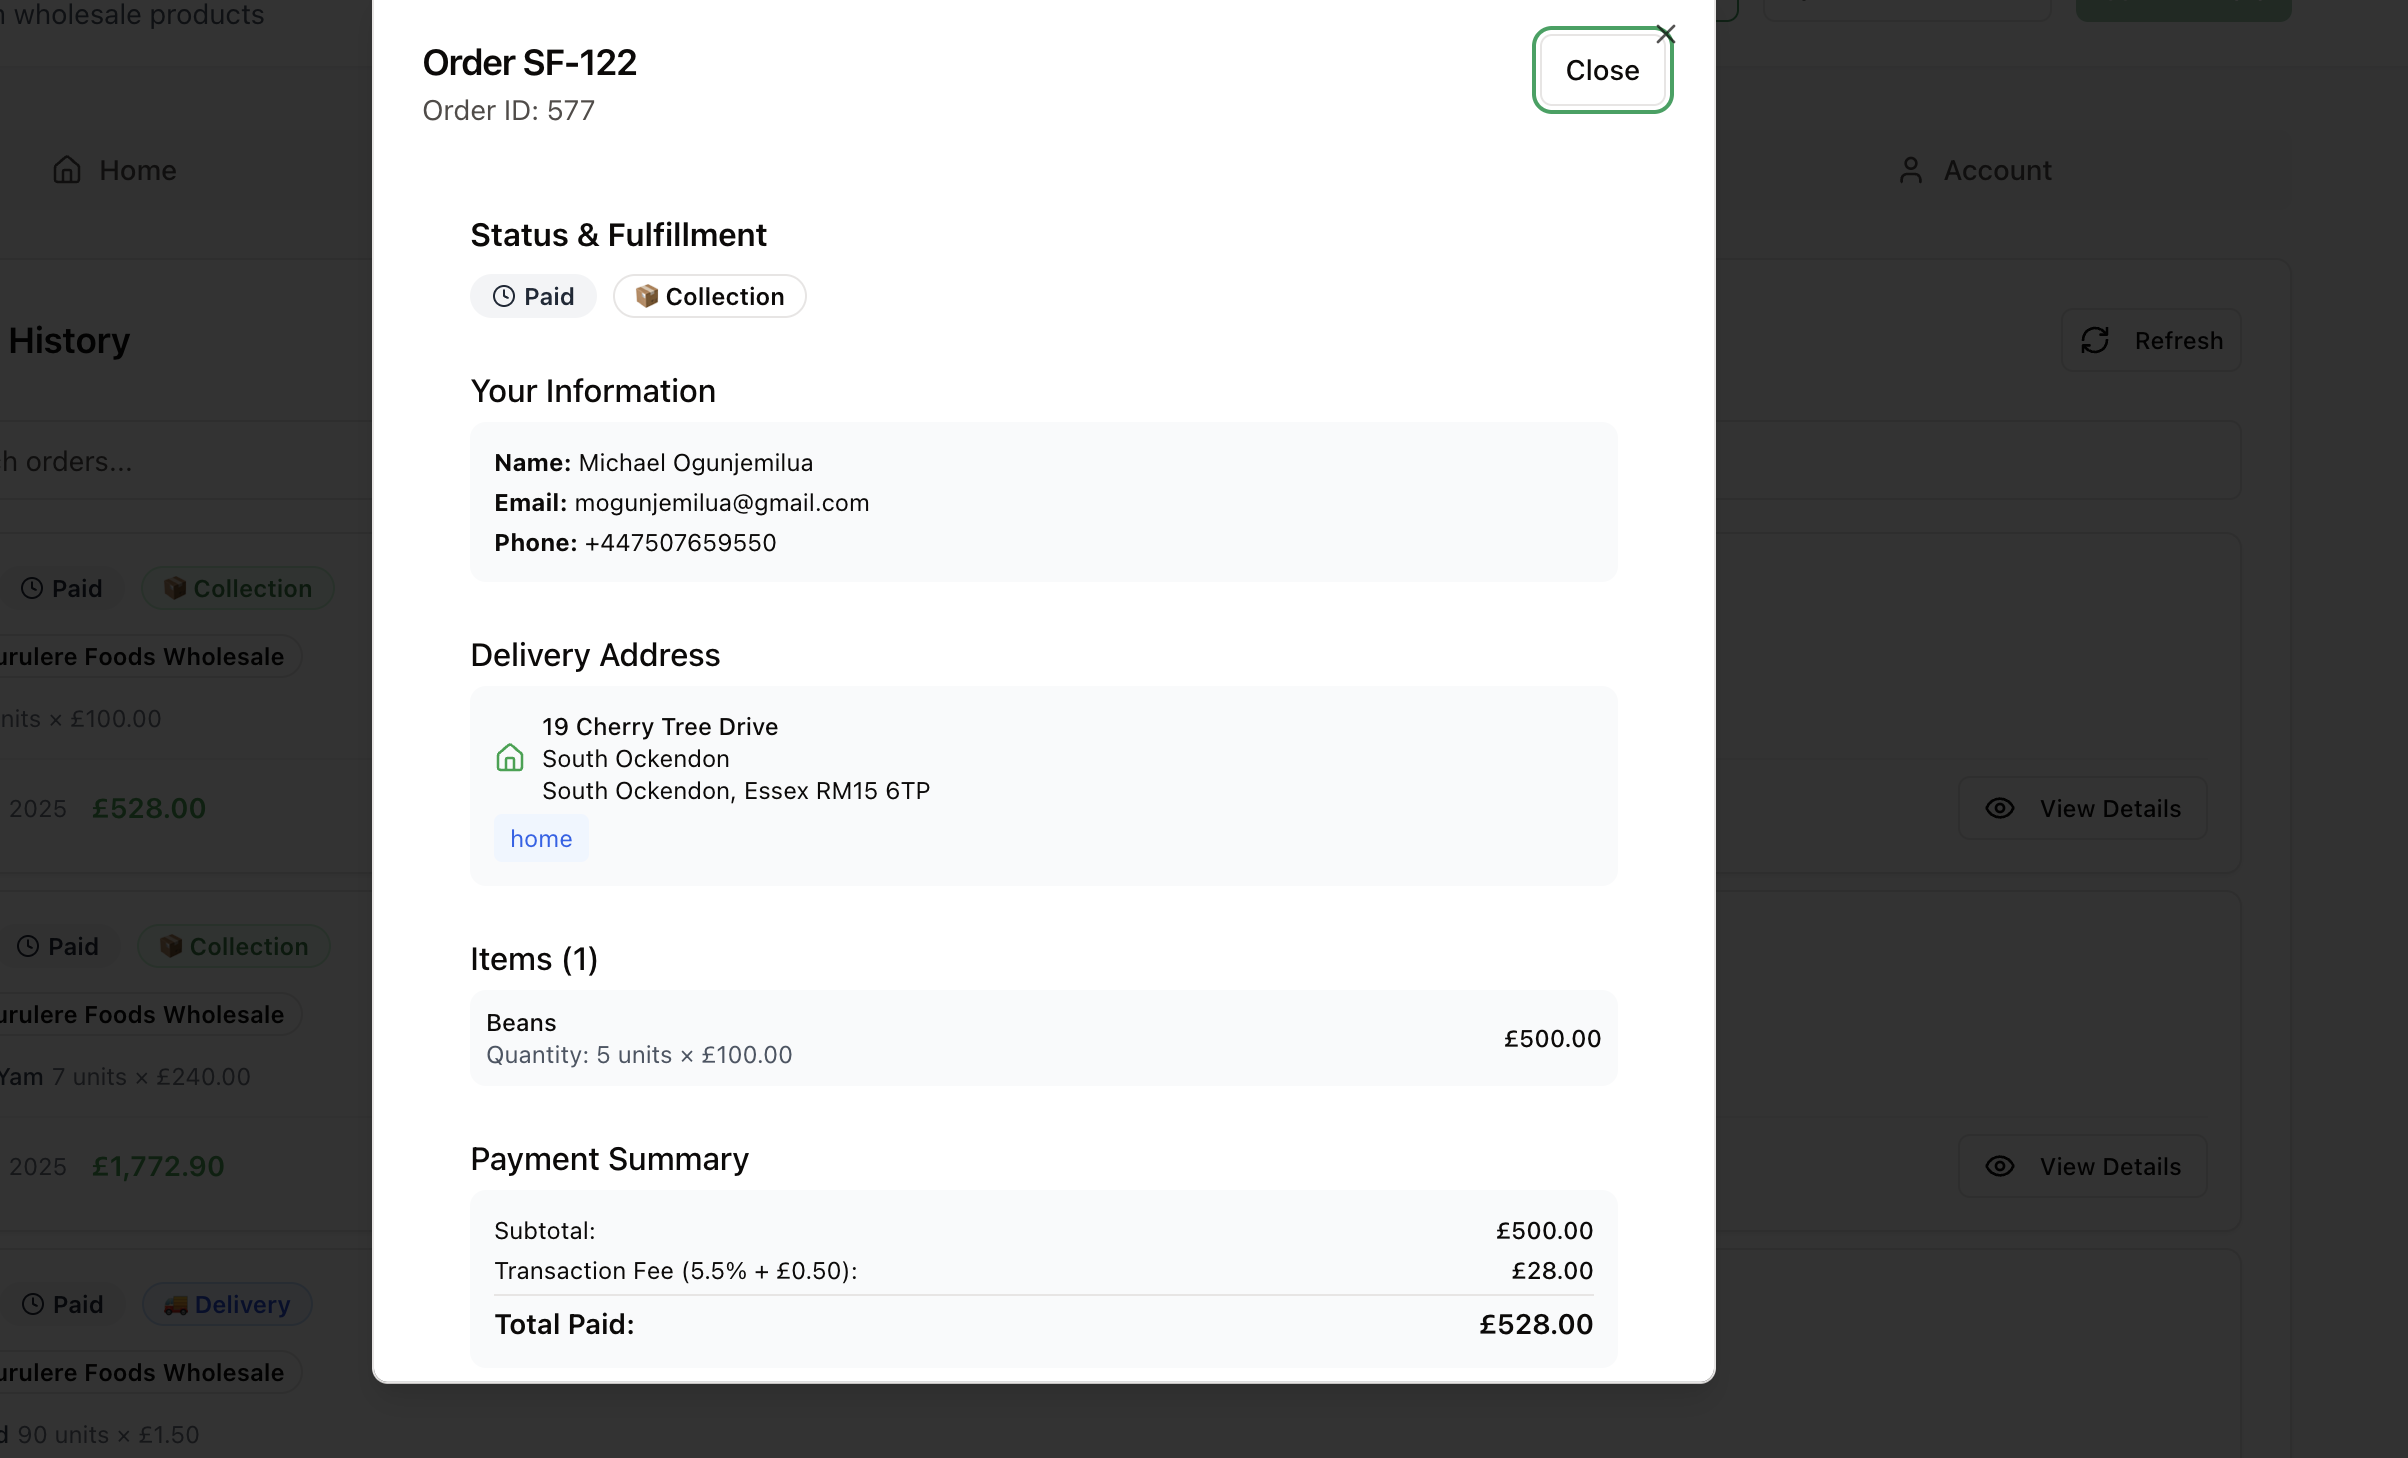 wholesale products
Order SF-122
Order ID: 577
Close
Home
Account
Status & Fulfillment
Paid
Collection
History
Refresh
Your Information
orders...
Name: Michael Ogunjemilua
Email: mogunjemilua@gmail.com
Phone: +447507659550
Paid
Collection
Foods Wholesale
× £100.00
2025 £528.00
View Details
Delivery Address
19 Cherry Tree Drive
South Ockendon
South Ockendon, Essex RM15 6TP
home
Paid
Collection
Foods Wholesale
Yam 7 units × £240.00
2025 £1,772.90
View Details
Items (1)
Beans
Quantity: 5 units × £100.00
£500.00
Payment Summary
Subtotal:
£500.00
Transaction Fee (5.5% + £0.50):
£28.00
Total Paid:
£528.00
Paid
Delivery
Foods Wholesale
90 units × £1.50